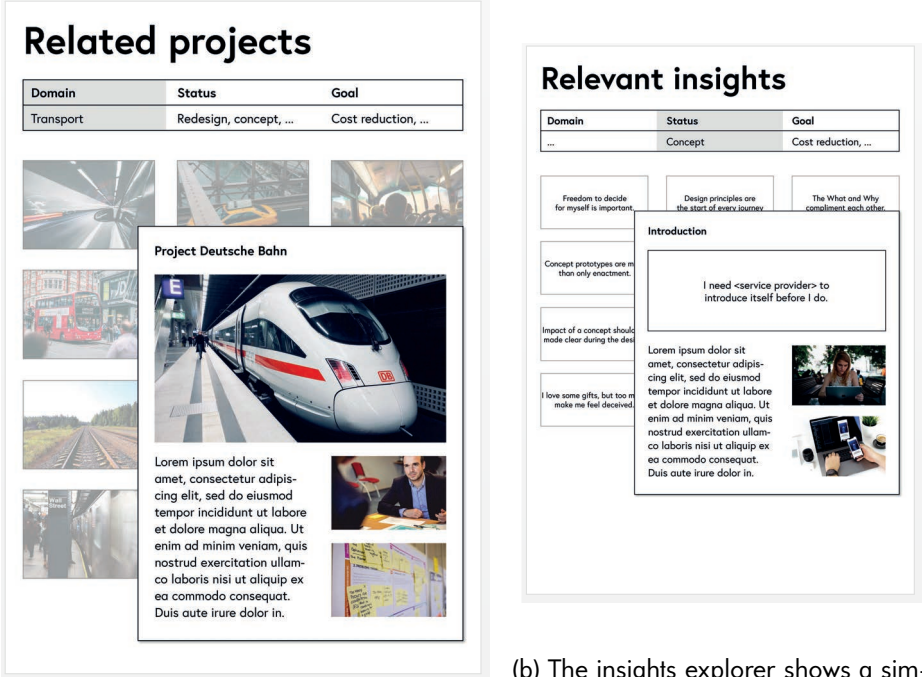 Related projects
Domain Status Goal
Transport Redesign, concept, ... Cost reduction, ...
Wall
Street
Project Deutsche Bahn
E
DB
Lorem ipsum dolor sit
amet, consectetur adipis-
cing elit, sed do eiusmod
tempor incididunt ut labore
et dolore magna aliqua. Ut
enim ad minim veniam, quis
nostrud exercitation ullam-
co laboris nisi ut aliquip ex
ea commodo consequat.
Duis aute irure dolor in.
Relevant insights
Domain Status Goal
... Concept Cost reduction, ...
Freedom to decide
for myself is important.
Design principles are
the start of every journey
The What and Why
compliment each other.
Concept prototypes are m
than only enactment.
Impact of a concept should
made clear during the desi
I love some gifts, but too m
make me feel deceived.
Introduction
I need <service provider> to
introduce itself before I do.
Lorem ipsum dolor sit
amet, consectetur adipis-
cing elit, sed do eiusmod
tempor incididunt ut labore
et dolore magna aliqua. Ut
enim ad minim veniam, quis
nostrud exercitation ullam-
co laboris nisi ut aliquip ex
ea commodo consequat.
Duis aute irure dolor in.
(b) The insights explorer shows a sim-